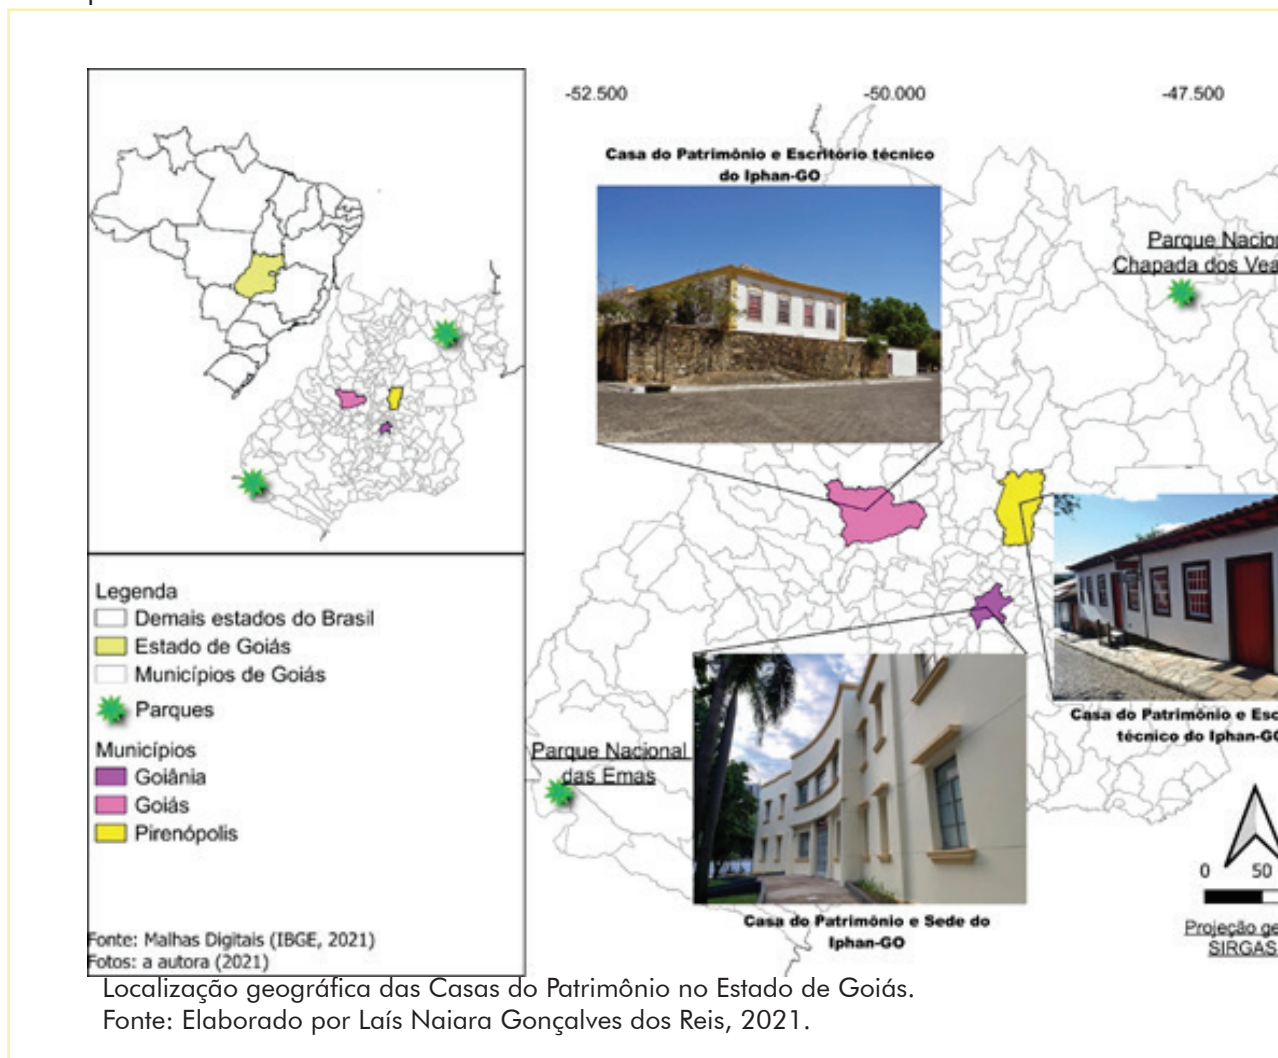 -52.500 -50.000 -47.500
Casa do Patrimônio e Escritório técnico
do Iphan-GO
Parque Nacion
Chapada dos Vea
Legenda
Demais estados do Brasil
Estado de Goiás
Municípios de Goiás
Parques
Municípios
Goiânia
Goiás
Pirenópolis
Fonte: Malhas Digitais (IBGE, 2021)
Fotos: a autora (2021)
Parque Nacional
das Emas
Casa do Patrimônio e Esc
técnico do Iphan-GO
Casa do Patrimônio e Sede do
Iphan-GO
0 50
Projeção ge
SIRGAS
Localização geográfica das Casas do Patrimônio no Estado de Goiás.
Fonte: Elaborado por Laís Naiara Gonçalves dos Reis, 2021.